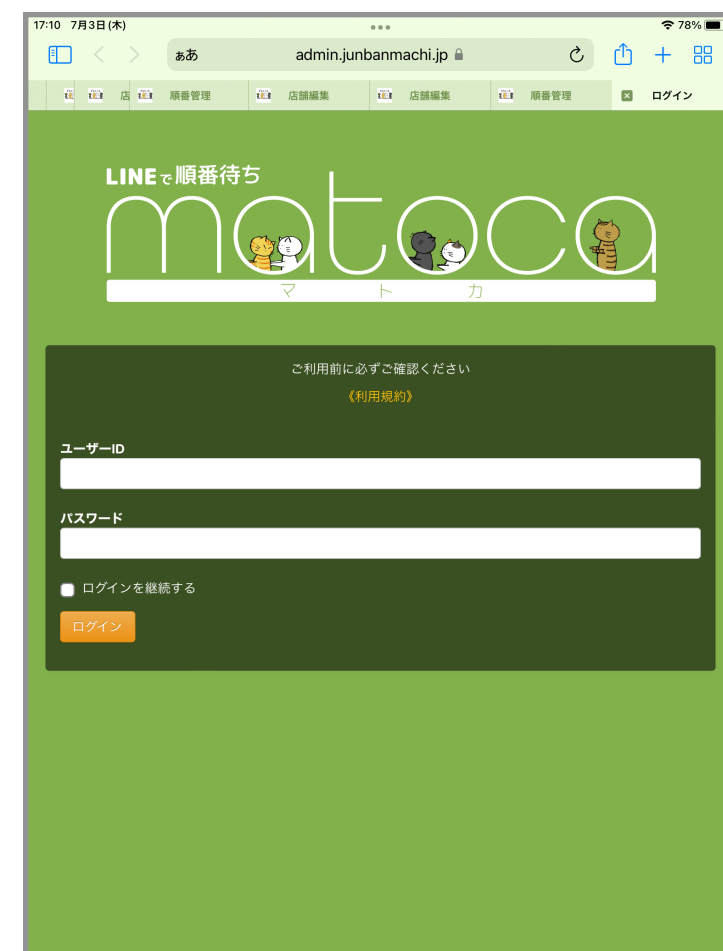 17:10 7月3日(木)
78%
ぁあ admin.junbanmachi.jp
店 順番管理 店舗編集 店舗編集 順番管理 ログイン
LINEで順番待ち
matoca
マトカ
ご利用前に必ずご確認ください
《利用規約》
ユーザーID
パスワード
ログインを継続する
ログイン